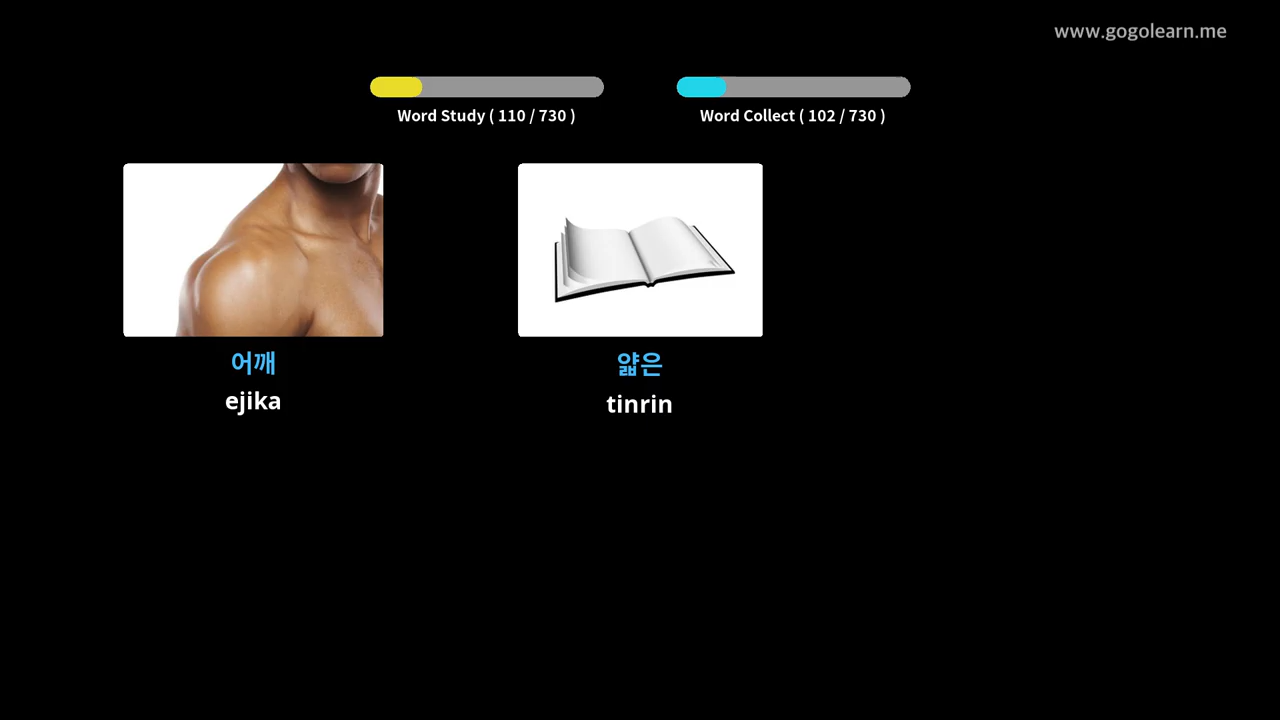 www.gogolearn.me
Word Study ( 110 / 730 )
Word Collect ( 102 / 730 )
어깨
ejika
얇은
tinrin